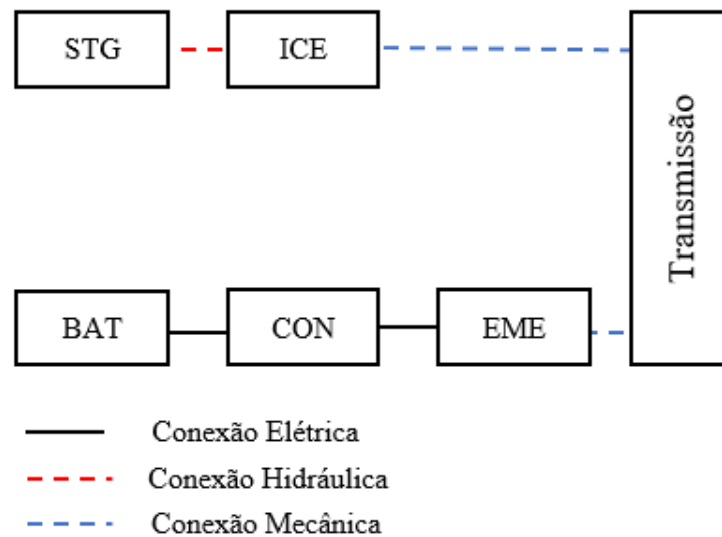 STG
ICE
Transmissão
BAT
CON
EME
Conexão Elétrica
Conexão Hidráulica
Conexão Mecânica